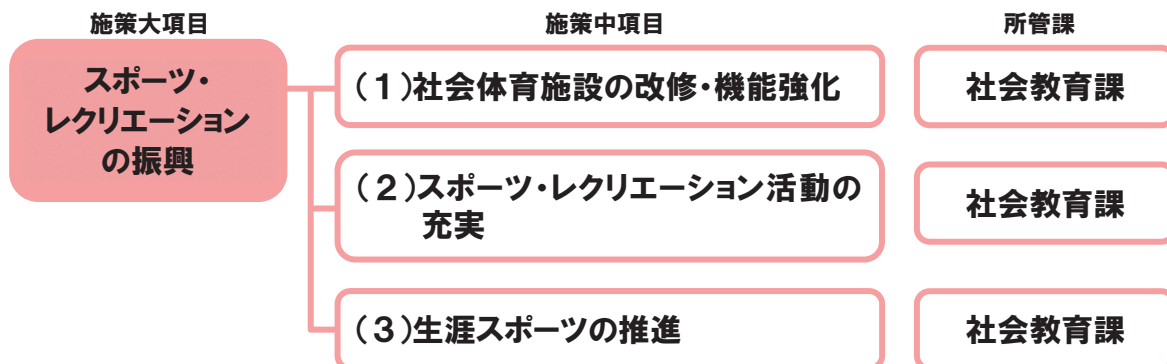 施策大項目
施策中項目
所管課
スポーツ・
レクリエーション
の振興
（１）社会体育施設の改修・機能強化
社会教育課
（２）スポーツ・レクリエーション活動の
充実
社会教育課
（３）生涯スポーツの推進
社会教育課